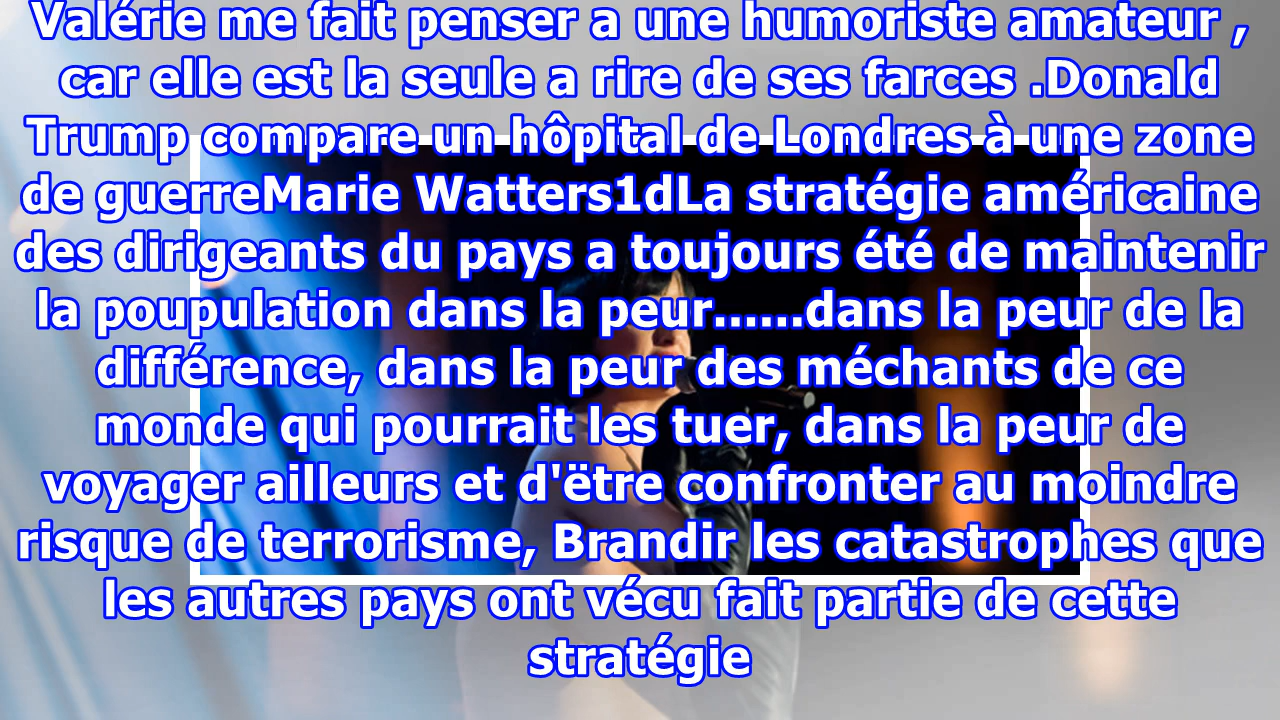 Valérie me fait penser a une humoriste amateur ,
car elle est la seule a rire de ses farces .Donald
Trump compare un hôpital de Londres à une zone
de guerreMarie Watters1dLa stratégie américaine
des dirigeants du pays a toujours été de maintenir
la poupulation dans la peur......dans la peur de la
différence, dans la peur des méchants de ce
monde qui pourrait les tuer, dans la peur de
voyager ailleurs et d'ëtre confronter au moindre
risque de terrorisme, Brandir les catastrophes que
les autres pays ont vécu fait partie de cette
stratégie